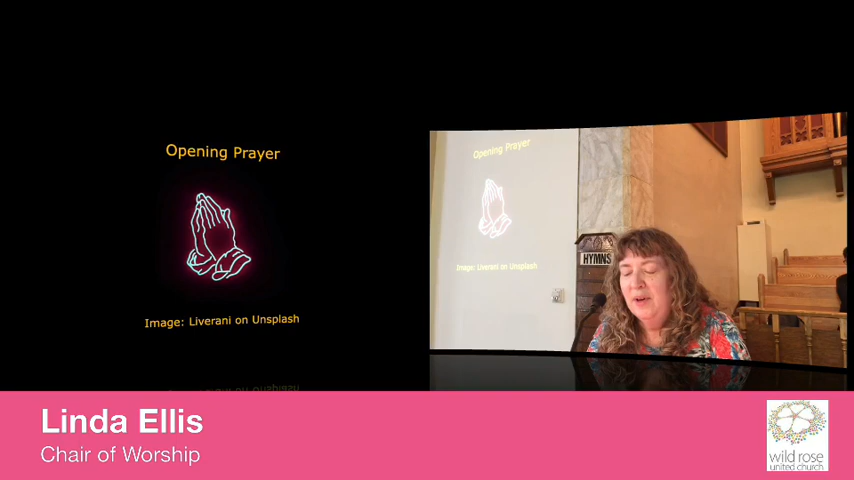 Opening Prayer
Image: Liverani on Unsplash
Opening Prayer
Image: Liverani on Unsplash
HYMNS
Linda Ellis
Chair of Worship
wild rose
united church